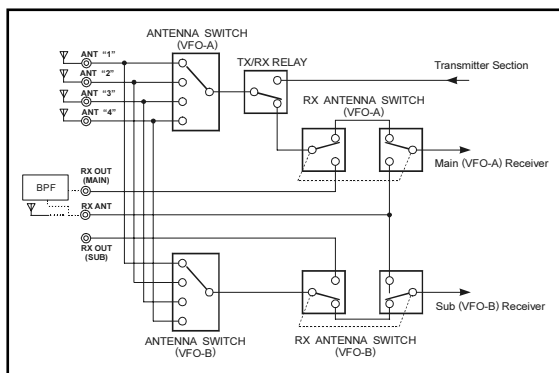 ANTENNA SWITCH
(VFO-A)
ANT “1”
ANT “2”
ANT “3”
ANT “4”
TX/RX RELAY
Transmitter Section
RX ANTENNA SWITCH
(VFO-A)
Main (VFO-A) Receiver
BPF
RX OUT
(MAIN)
RX ANT
RX OUT
(SUB)
Sub (VFO-B) Receiver
ANTENNA SWITCH
(VFO-B)
RX ANTENNA SWITCH
(VFO-B)